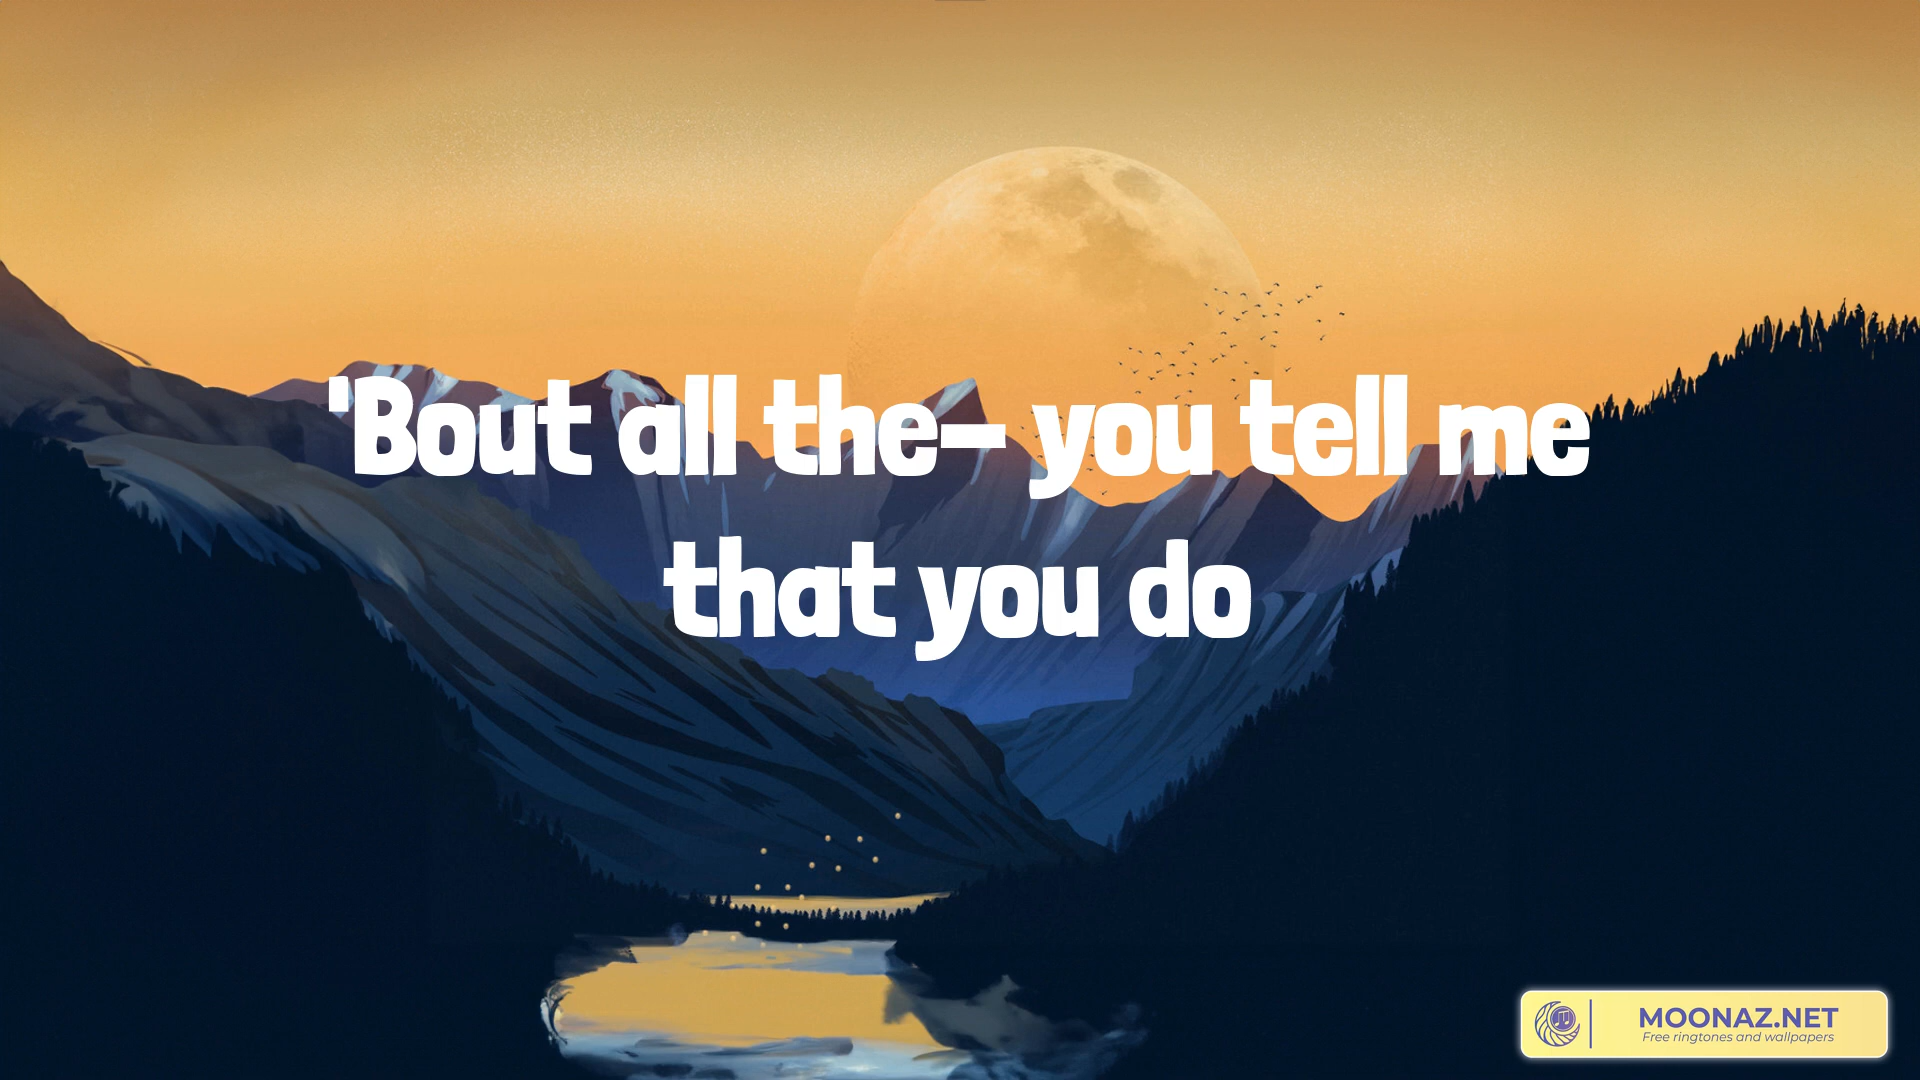 'Bout all the– you tell me
that you do
MOONAZ.NET
Free ringtones and wallpapers